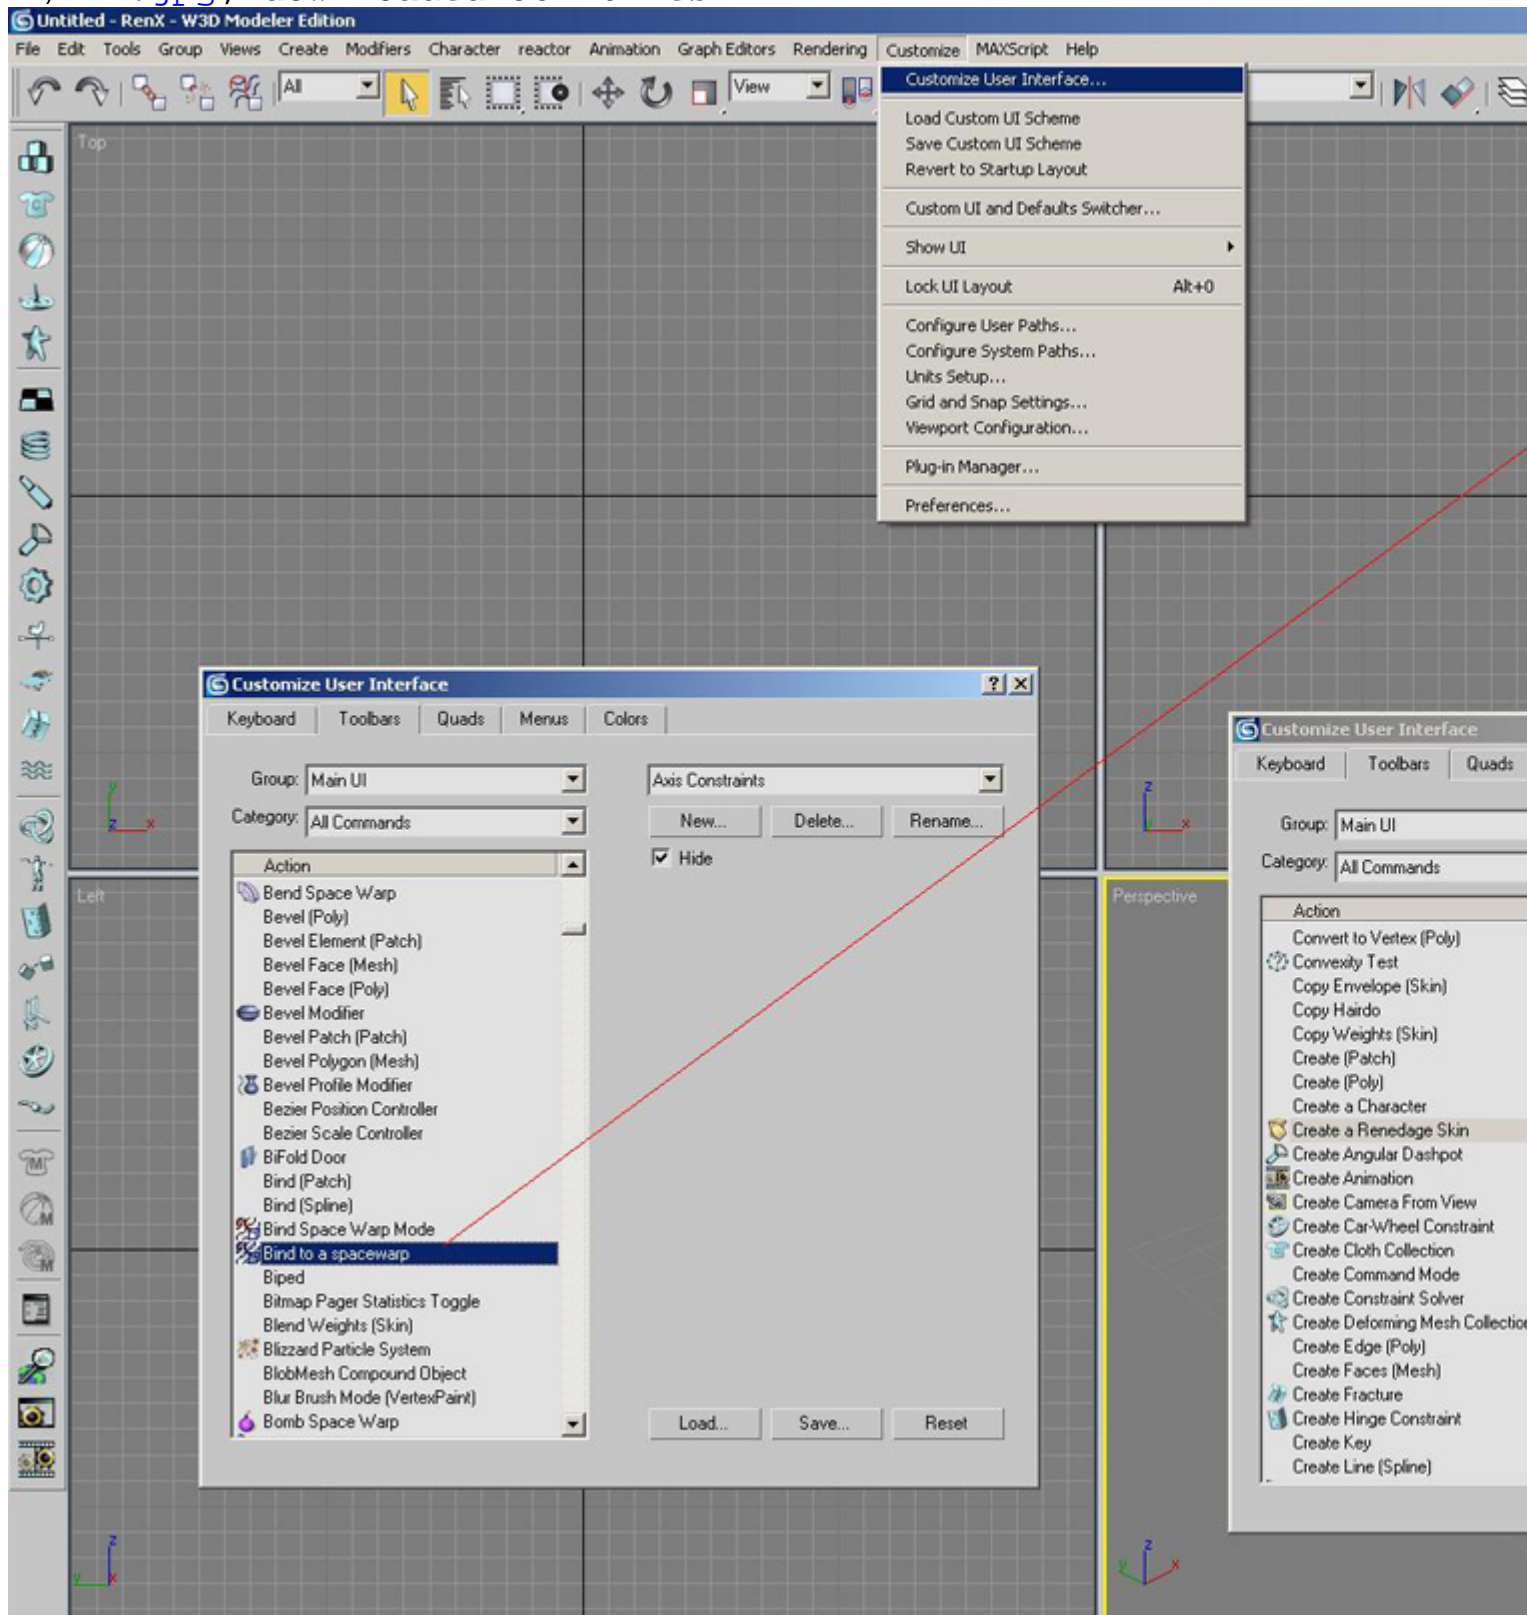 Untitled - RenX - W3D Modeler Edition
File Edit Tools Group Views Create Modifiers Character reactor Animation Graph Editors Rendering Customize MAXScript Help
All
View
Customize User Interface...
Load Custom UI Scheme
Save Custom UI Scheme
Revert to Startup Layout
Custom UI and Defaults Switcher...
Show UI
Lock UI Layout Alt+0
Configure User Paths...
Configure System Paths...
Units Setup...
Grid and Snap Settings...
Viewport Configuration...
Plug-in Manager...
Preferences...
Top
y
z x
z
y x
Left
Perspective
Customize User Interface
Keyboard Toolbars Quads Menus Colors
Group: Main UI
Category: All Commands
Action
Bend Space Warp
Bevel (Poly)
Bevel Element (Patch)
Bevel Face (Mesh)
Bevel Face (Poly)
Bevel Modifier
Bevel Patch (Patch)
Bevel Polygon (Mesh)
Bevel Profile Modifier
Bezier Position Controller
Bezier Scale Controller
BiFold Door
Bind (Patch)
Bind (Spline)
Bind Space Warp Mode
Bind to a spacewarp
Biped
Bitmap Pager Statistics Toggle
Blend Weights (Skin)
Blizzard Particle System
BlobMesh Compound Object
Blur Brush Mode (VertexPaint)
Bomb Space Warp
Axis Constraints
New... Delete... Rename...
Hide
Load... Save... Reset
Customize User Interface
Keyboard Toolbars Quads
Group: Main UI
Category: All Commands
Action
Convert to Vertex (Poly)
Convexity Test
Copy Envelope (Skin)
Copy Hairdo
Copy Weights (Skin)
Create (Patch)
Create (Poly)
Create a Character
Create a Renedage Skin
Create Angular Dashpot
Create Animation
Create Camera From View
Create Car-Wheel Constraint
Create Cloth Collection
Create Command Mode
Create Constraint Solver
Create Deforming Mesh Collection
Create Edge (Poly)
Create Faces (Mesh)
Create Fracture
Create Hinge Constraint
Create Key
Create Line (Spline)
z
y x
z
y x